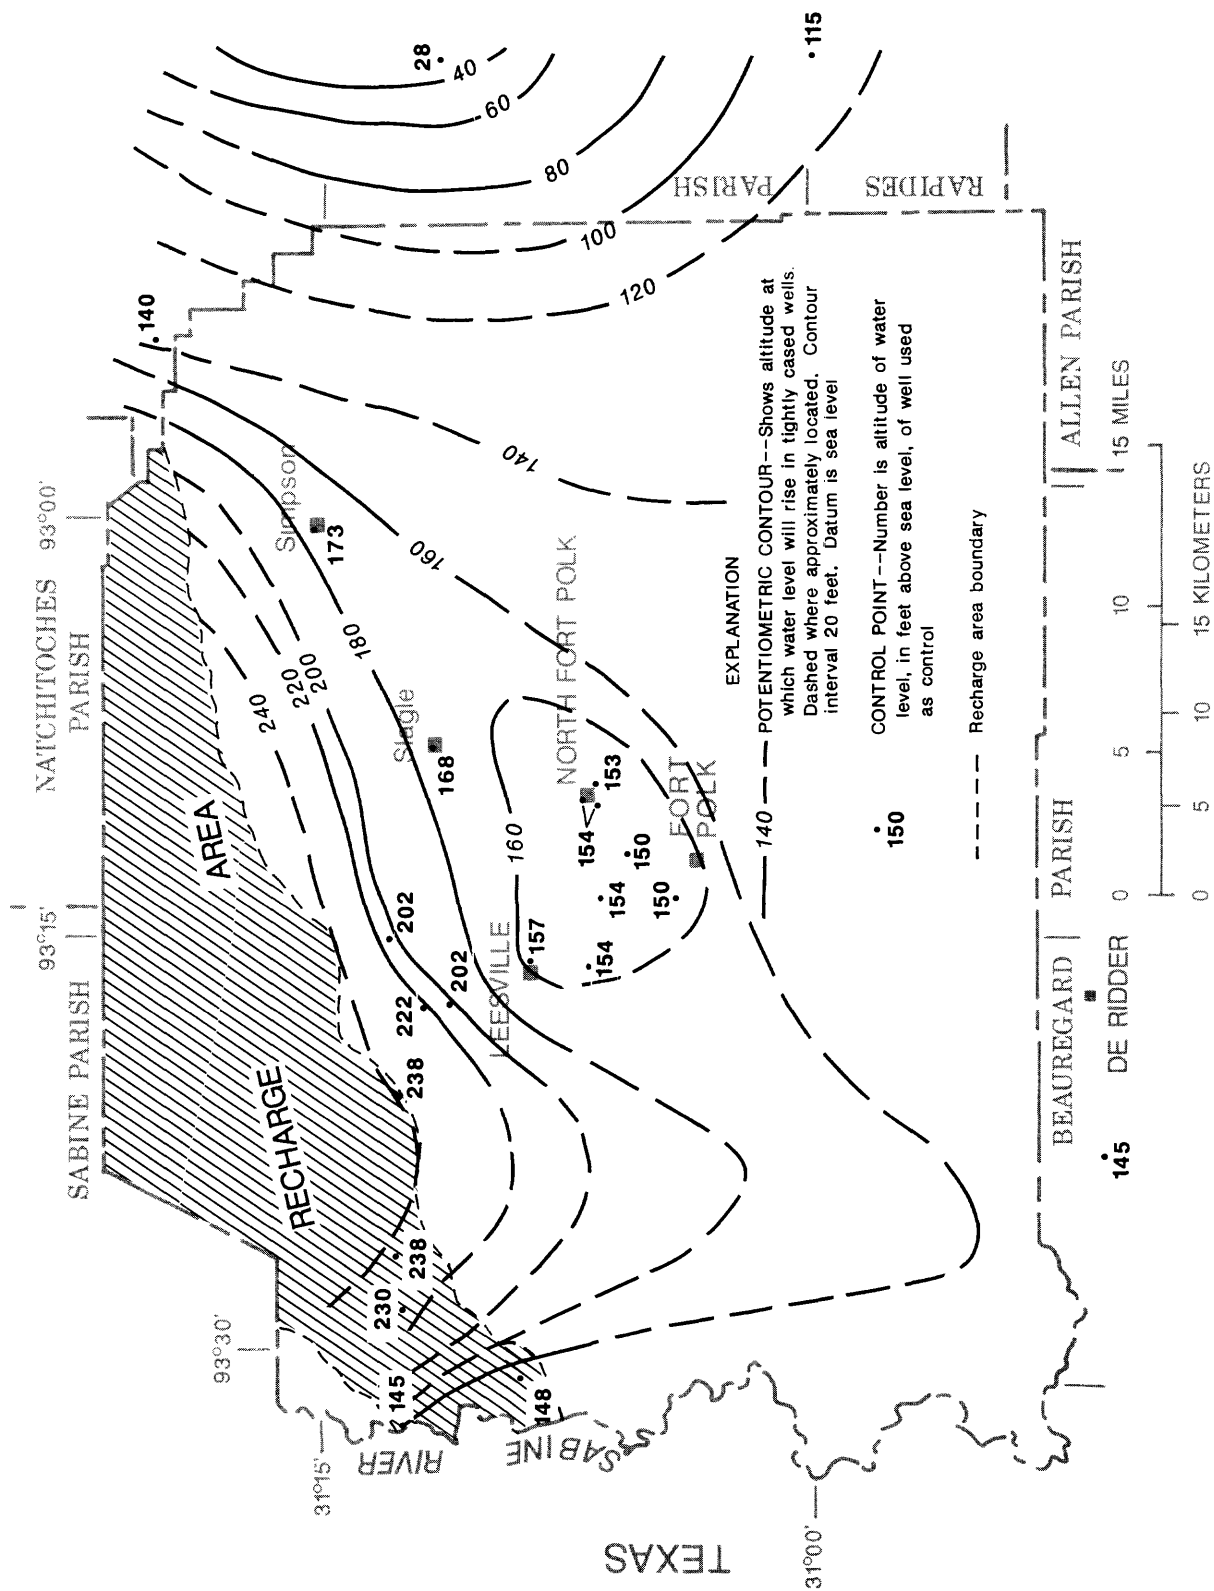 SABINE PARISH
93°15'
NATCHITOCHES
PARISH
93°00'
93°30'
31°15'
31°00'
TEXAS
SABINE
RIVER
RECHARGE
AREA
145
148
230
238
238
222
202
202
240
220
200
180
160
160
140
120
100
80
60
40
28
115
140
Simpson
173
Slagle
168
LEESVILLE
157
154
154
150
150
154
153
NORTH FORT POLK
FORT
POLK
RAPIDES
PARISH
EXPLANATION
140 POTENTIOMETRIC CONTOUR--Shows altitude at
which water level will rise in tightly cased wells.
Dashed where approximately located. Contour
interval 20 feet. Datum is sea level
150 CONTROL POINT--Number is altitude of water
level, in feet above sea level, of well used
as control
Recharge area boundary
BEAUREGARD
PARISH
ALLEN PARISH
DE RIDDER
145
0 5 10 15 MILES
0 5 10 15 KILOMETERS